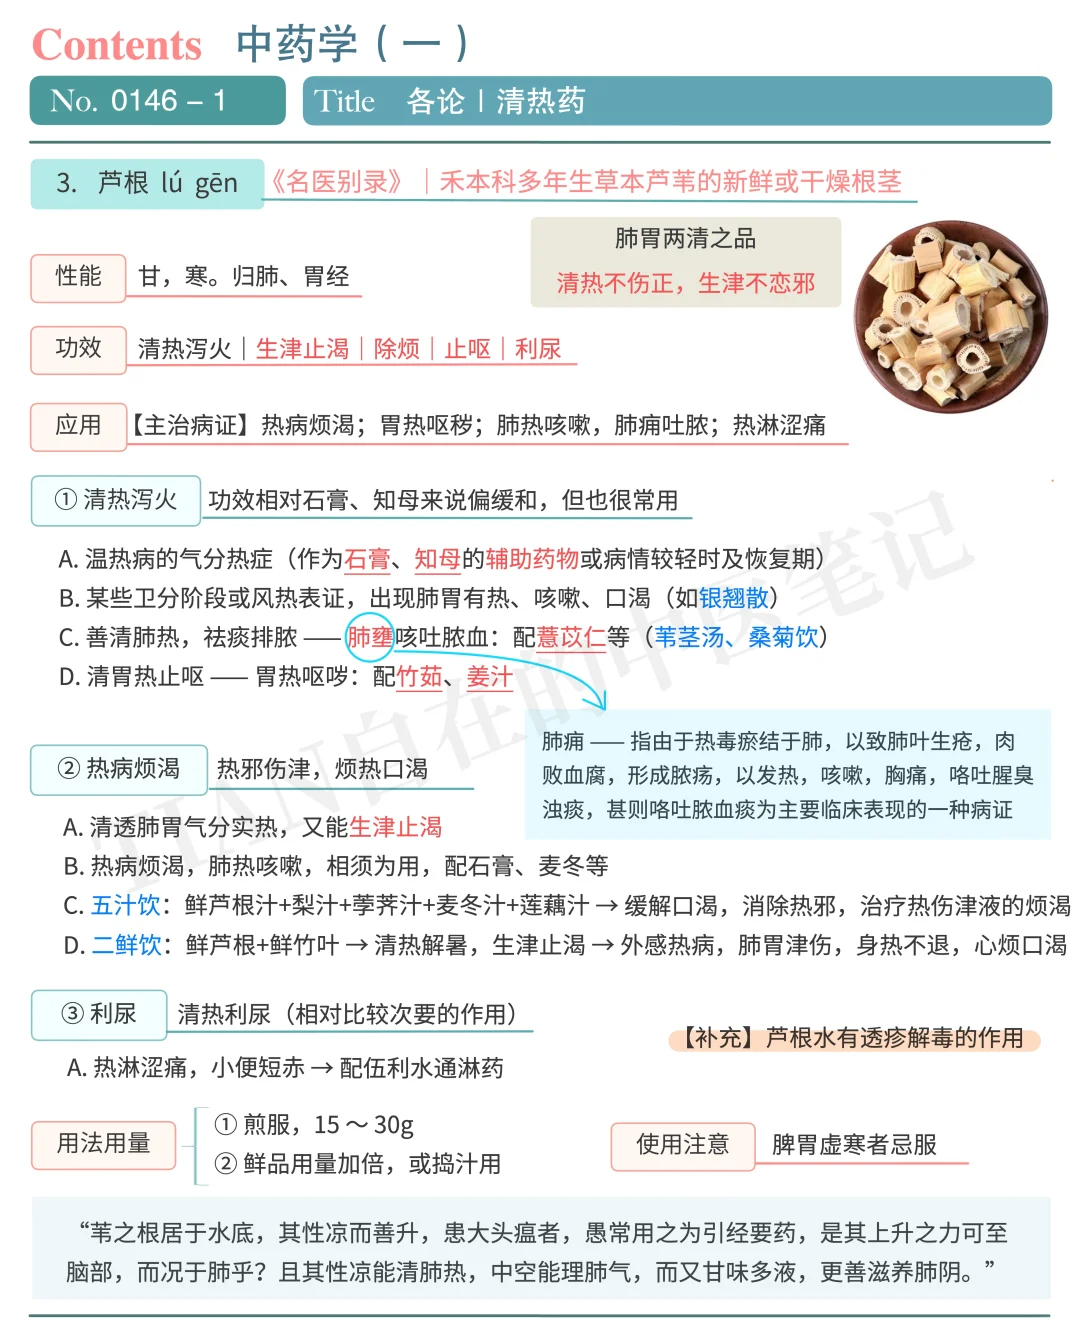 Contents 中药学（一）
No. 0146 – 1 Title 各论 | 清热药
3. 芦根 lú gēn 《名医别录》｜禾本科多年生草本芦苇的新鲜或干燥根茎
肺胃两清之品
清热不伤正，生津不恋邪
性能 甘，寒。归肺、胃经
功效 清热泻火｜生津止渴｜除烦｜止呕｜利尿
应用 【主治病证】热病烦渴；胃热呕秽；肺热咳嗽，肺痈吐脓；热淋涩痛
① 清热泻火 功效相对石膏、知母来说偏缓和，但也很常用
A. 温热病的气分热症（作为石膏、知母的辅助药物或病情较轻时及恢复期）
B. 某些卫分阶段或风热表证，出现肺胃有热、咳嗽、口渴（如银翘散）
C. 善清肺热，祛痰排脓 —— 肺壅咳吐脓血：配薏苡仁等（苇茎汤、桑菊饮）
D. 清胃热止呕 —— 胃热呕哕：配竹茹、姜汁
肺痈 —— 指由于热毒瘀结于肺，以致肺叶生疮，肉
败血腐，形成脓疡，以发热，咳嗽，胸痛，咯吐腥臭
浊痰，甚则咯吐脓血痰为主要临床表现的一种病证
② 热病烦渴 热邪伤津，烦热口渴
A. 清透肺胃气分实热，又能生津止渴
B. 热病烦渴，肺热咳嗽，相须为用，配石膏、麦冬等
C. 五汁饮：鲜芦根汁+梨汁+荸荠汁+麦冬汁+莲藕汁 → 缓解口渴，消除热邪，治疗热伤津液的烦渴
D. 二鲜饮：鲜芦根+鲜竹叶 → 清热解暑，生津止渴 → 外感热病，肺胃津伤，身热不退，心烦口渴
③ 利尿 清热利尿（相对比较次要的作用）
【补充】芦根水有透疹解毒的作用
A. 热淋涩痛，小便短赤 → 配伍利水通淋药
用法用量
① 煎服，15 ～ 30g
② 鲜品用量加倍，或捣汁用
使用注意 脾胃虚寒者忌服
“苇之根居于水底，其性凉而善升，患大头瘟者，愚常用之为引经要药，是其上升之力可至
脑部，而况于肺乎？且其性凉能清肺热，中空能理肺气，而又甘味多液，更善滋养肺阴。”
TIAN自在的中医笔记